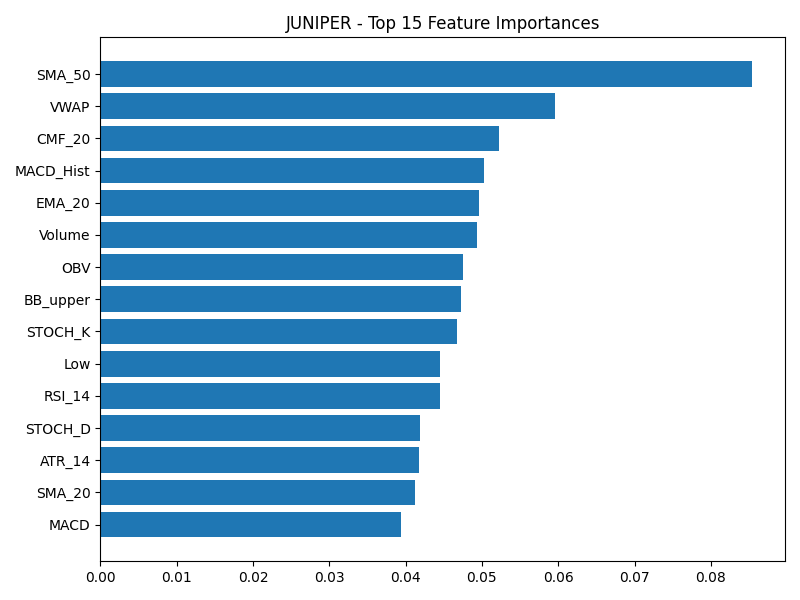 JUNIPER - Top 15 Feature Importances
SMA_50
VWAP
CMF_20
MACD_Hist
EMA_20
Volume
OBV
BB_upper
STOCH_K
Low
RSI_14
STOCH_D
ATR_14
SMA_20
MACD
0.00 0.01 0.02 0.03 0.04 0.05 0.06 0.07 0.08